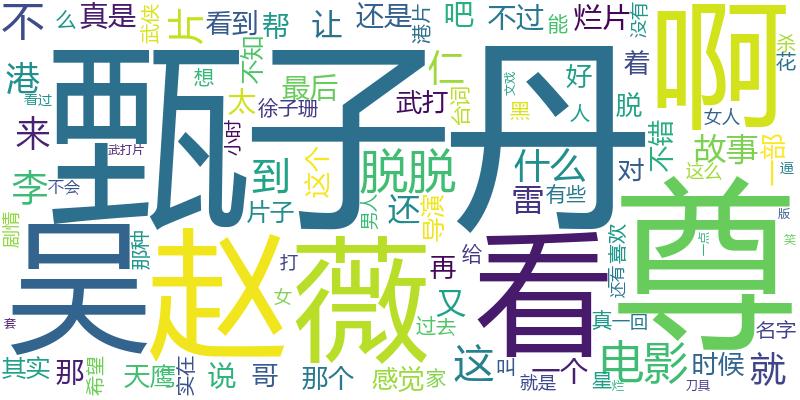 不 么 真是 武侠 片 看到 帮 让 还是 港片 吧 不过 能 烂片 没有
甄子丹
啊
杀 花
港 看过 想 不知 最后 仁 武打 台词 黑 好 人 着 脱
来 武打片 小时 太 徐子珊 女人
李 不会 到 这个 脱脱 什么 不错 对 故事 一部 逼
剧情 那种 片子 男人 还 导演 雷 有些 这么
吴 赵薇 看 尊
打 女 再 给 又 过去 还有 喜欢 一点 版 笑
套 真一回 名字
其实 那 希望 天鹰 实在 说 哥 那个 感觉 家 这 叫 就是 一个 星 烂 电影 时候 刀具 就
文戏